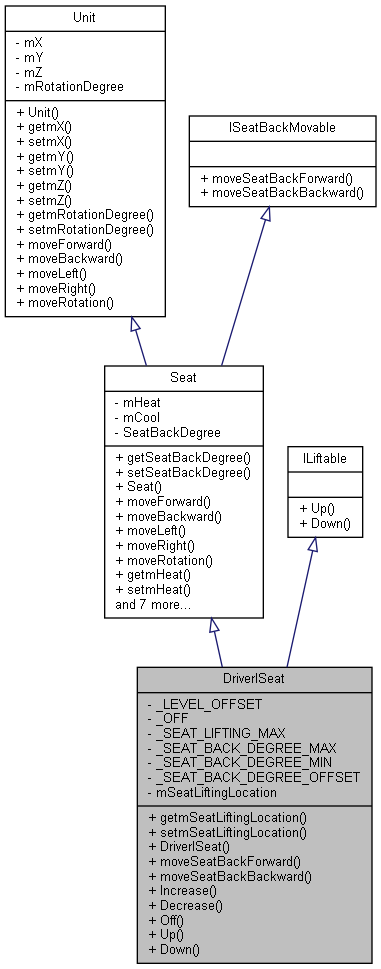 Unit
- mX
- mY
- mZ
- mRotationDegree
+ Unit()
+ getmX()
+ setmX()
+ getmY()
+ setmY()
+ getmZ()
+ setmZ()
+ getmRotationDegree()
+ setmRotationDegree()
+ moveForward()
+ moveBackward()
+ moveLeft()
+ moveRight()
+ moveRotation()
ISeatBackMovable
+ moveSeatBackForward()
+ moveSeatBackBackward()
Seat
- mHeat
- mCool
- SeatBackDegree
+ getSeatBackDegree()
+ setSeatBackDegree()
+ Seat()
+ moveForward()
+ moveBackward()
+ moveLeft()
+ moveRight()
+ moveRotation()
+ getmHeat()
+ setmHeat()
and 7 more...
ILiftable
+ Up()
+ Down()
DriverISeat
- _LEVEL_OFFSET
- _OFF
- _SEAT_LIFTING_MAX
- _SEAT_BACK_DEGREE_MAX
- _SEAT_BACK_DEGREE_MIN
- _SEAT_BACK_DEGREE_OFFSET
- mSeatLiftingLocation
+ getmSeatLiftingLocation()
+ setmSeatLiftingLocation()
+ DriverISeat()
+ moveSeatBackForward()
+ moveSeatBackBackward()
+ Increase()
+ Decrease()
+ Off()
+ Up()
+ Down()